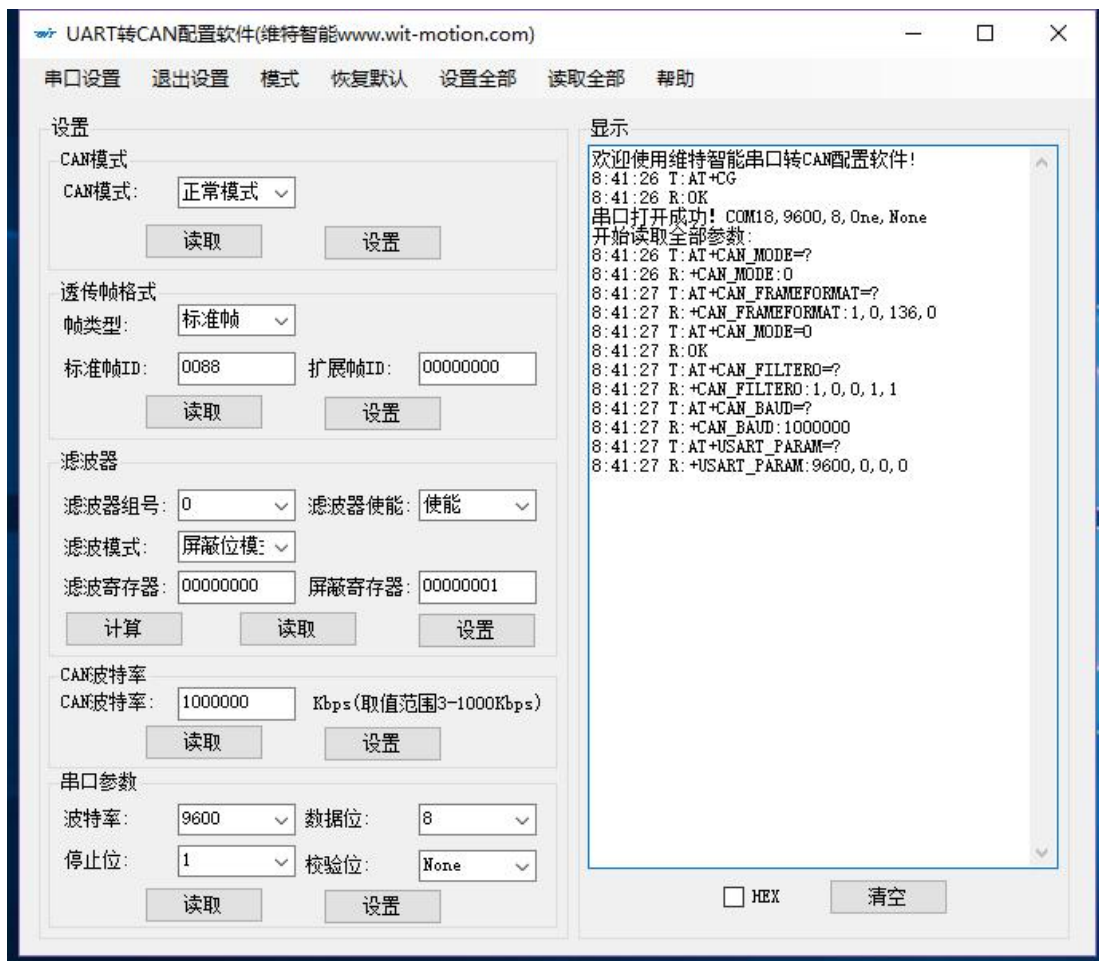 UART转CAN配置软件(维特智能www.wit-motion.com)
串口设置 退出设置 模式 恢复默认 设置全部 读取全部 帮助
设置
CAN模式
CAN模式: 正常模式
读取 设置
透传帧格式
帧类型: 标准帧
标准帧ID: 0088 扩展帧ID: 00000000
读取 设置
滤波器
滤波器组号: 0 滤波器使能: 使能
滤波模式: 屏蔽位模
滤波寄存器: 00000000 屏蔽寄存器: 00000001
计算 读取 设置
CAN波特率
CAN波特率: 1000000 Kbps(取值范围3-1000Kbps)
读取 设置
串口参数
波特率: 9600 数据位: 8
停止位: 1 校验位: None
读取 设置
显示
欢迎使用维特智能串口转CAN配置软件!
8:41:26 T:AT+CG
8:41:26 R:OK
串口打开成功! COM18,9600,8,One,None
开始读取全部参数:
8:41:26 T:AT+CAN_MODE=?
8:41:26 R:+CAN_MODE:0
8:41:27 T:AT+CAN_FRAMEFORMAT=?
8:41:27 R:+CAN_FRAMEFORMAT:1,0,136,0
8:41:27 T:AT+CAN_MODE=0
8:41:27 R:OK
8:41:27 T:AT+CAN_FILTER0=?
8:41:27 R:+CAN_FILTER0:1,0,0,1,1
8:41:27 T:AT+CAN_BAUD=?
8:41:27 R:+CAN_BAUD:1000000
8:41:27 T:AT+USART_PARAM=?
8:41:27 R:+USART_PARAM:9600,0,0,0
HEX 清空